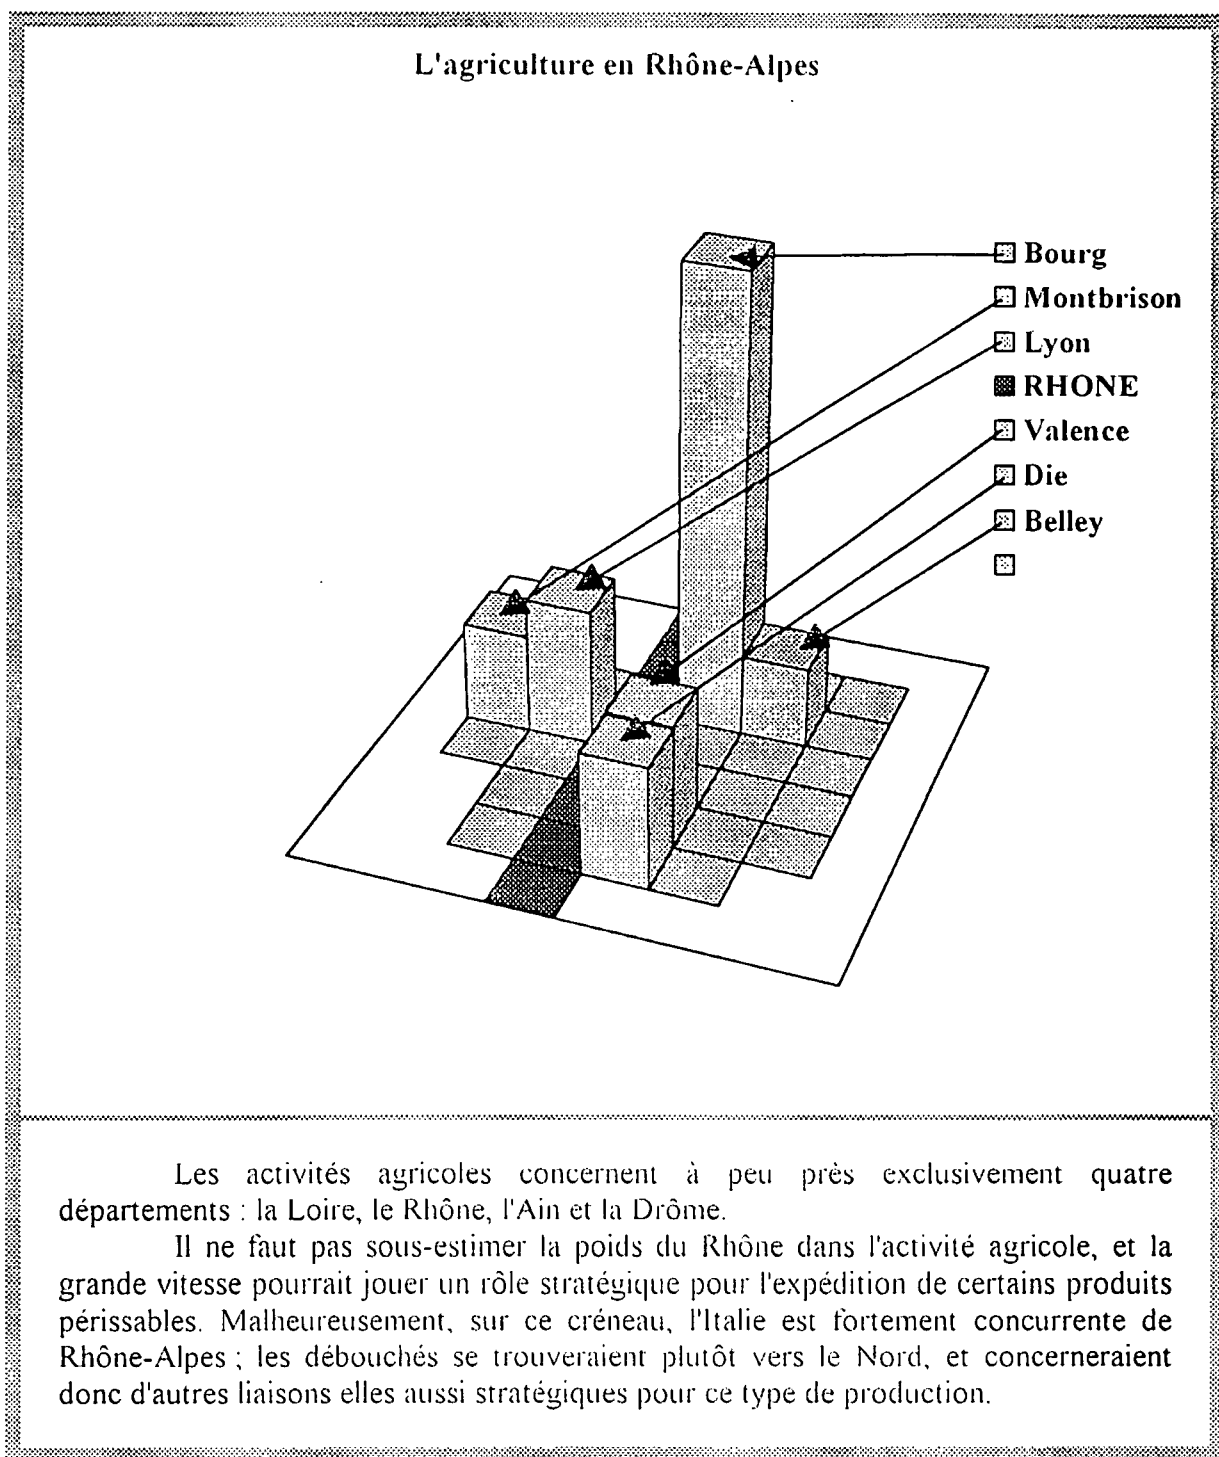 L'agriculture en Rhône-Alpes
Bourg
Montbrison
Lyon
RHONE
Valence
Die
Belley
Les activités agricoles concernent à peu près exclusivement quatre
départements : la Loire, le Rhône, l'Ain et la Drôme.
Il ne faut pas sous-estimer la poids du Rhône dans l'activité agricole, et la
grande vitesse pourrait jouer un rôle stratégique pour l'expédition de certains produits
périssables. Malheureusement, sur ce créneau, l'Italie est fortement concurrente de
Rhône-Alpes ; les débouchés se trouveraient plutôt vers le Nord, et concerneraient
donc d'autres liaisons elles aussi stratégiques pour ce type de production.